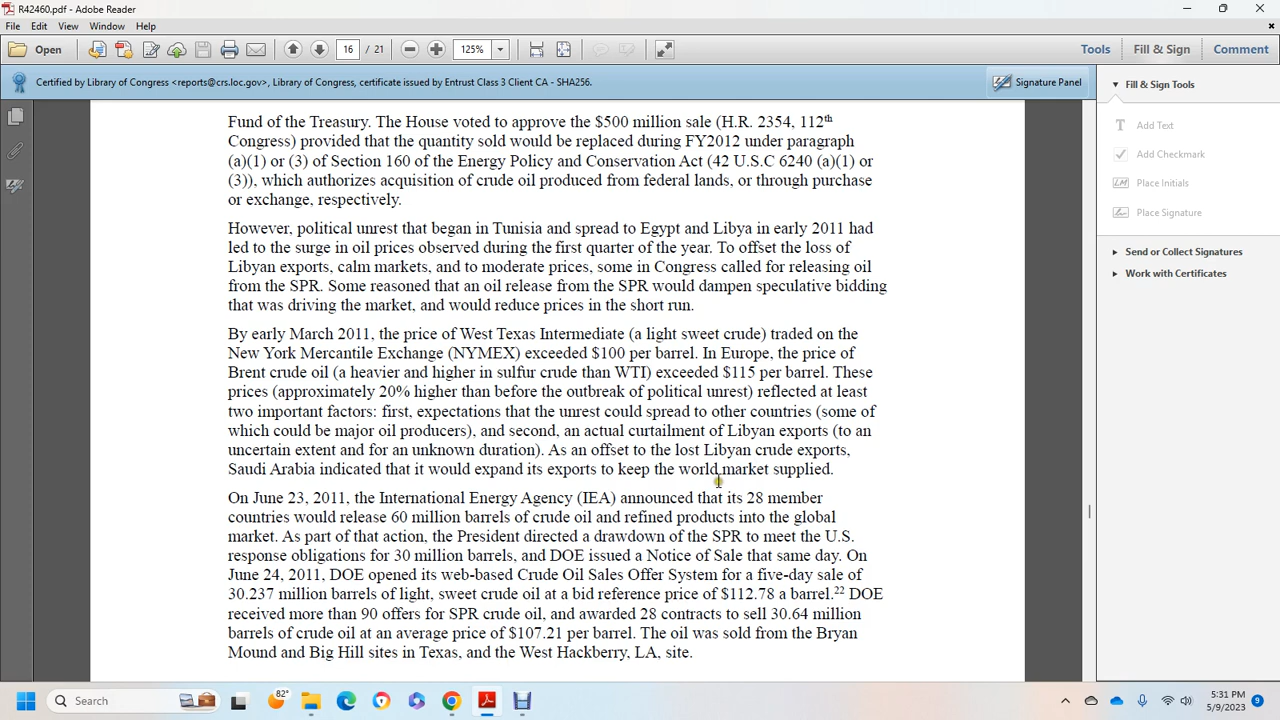 R42460.pdf - Adobe Reader
File Edit View Window Help
Open 16 / 21 125% Tools Fill & Sign Comment
Certified by Library of Congress <reports@crs.loc.gov>, Library of Congress, certificate issued by Entrust Class 3 Client CA - SHA256. Signature Panel
Fund of the Treasury. The House voted to approve the $500 million sale (H.R. 2354, 112th
Congress) provided that the quantity sold would be replaced during FY2012 under paragraph
(a)(1) or (3) of Section 160 of the Energy Policy and Conservation Act (42 U.S.C 6240 (a)(1) or
(3)), which authorizes acquisition of crude oil produced from federal lands, or through purchase
or exchange, respectively.
However, political unrest that began in Tunisia and spread to Egypt and Libya in early 2011 had
led to the surge in oil prices observed during the first quarter of the year. To offset the loss of
Libyan exports, calm markets, and to moderate prices, some in Congress called for releasing oil
from the SPR. Some reasoned that an oil release from the SPR would dampen speculative bidding
that was driving the market, and would reduce prices in the short run.
By early March 2011, the price of West Texas Intermediate (a light sweet crude) traded on the
New York Mercantile Exchange (NYMEX) exceeded $100 per barrel. In Europe, the price of
Brent crude oil (a heavier and higher in sulfur crude than WTI) exceeded $115 per barrel. These
prices (approximately 20% higher than before the outbreak of political unrest) reflected at least
two important factors: first, expectations that the unrest could spread to other countries (some of
which could be major oil producers), and second, an actual curtailment of Libyan exports (to an
uncertain extent and for an unknown duration). As an offset to the lost Libyan crude exports,
Saudi Arabia indicated that it would expand its exports to keep the world market supplied.
On June 23, 2011, the International Energy Agency (IEA) announced that its 28 member
countries would release 60 million barrels of crude oil and refined products into the global
market. As part of that action, the President directed a drawdown of the SPR to meet the U.S.
response obligations for 30 million barrels, and DOE issued a Notice of Sale that same day. On
June 24, 2011, DOE opened its web-based Crude Oil Sales Offer System for a five-day sale of
30.237 million barrels of light, sweet crude oil at a bid reference price of $112.78 a barrel.22 DOE
received more than 90 offers for SPR crude oil, and awarded 28 contracts to sell 30.64 million
barrels of crude oil at an average price of $107.21 per barrel. The oil was sold from the Bryan
Mound and Big Hill sites in Texas, and the West Hackberry, LA, site.
Fill & Sign Tools
Add Text
Add Checkmark
Place Initials
Place Signature
Send or Collect Signatures
Work with Certificates
Search 82° 5:31 PM
5/9/2023 9